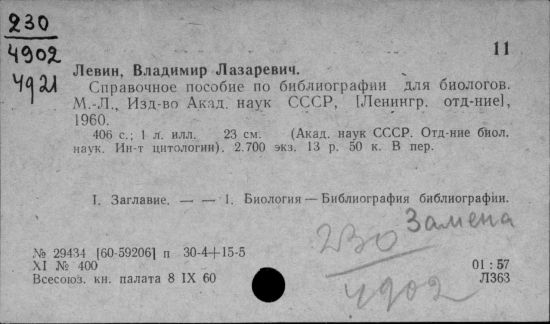 230
4902
4921
11
Левин, Владимир Лазаревич.
Справочное пособие по библиографии для биологов.
М.-Л., Изд-во Акад. наук СССР, [Ленингр. отд-ние],
1960.
406 с.; 1 л. илл. 23 см. (Акад. наук СССР. Отд-ние биол.
наук. Ин-т цитологии). 2.700 экз. 13 р. 50 к. В пер.
I. Заглавие. — — 1. Биология — Библиография библиографии.
Замена
230
4902
№ 29434 [60-59206] п 30-4+15-5
XI № 400
Всесоюз. кн. палата 8 IX 60
01 : 57
Л363